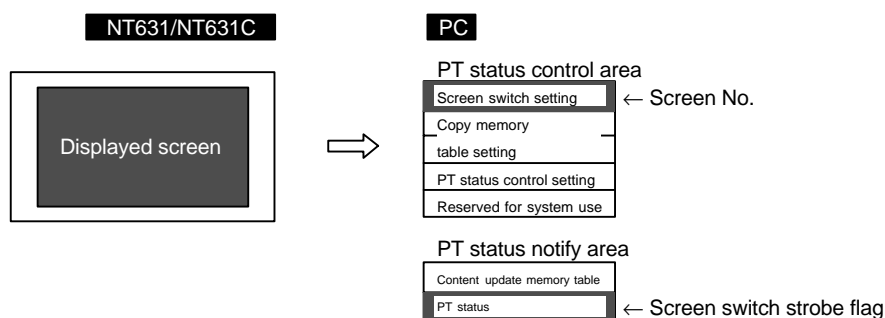 NT631/NT631C
PC
PT status control area
Screen switch setting
← Screen No.
Displayed screen
Copy memory
table setting
PT status control setting
Reserved for system use
PT status notify area
Content update memory table
PT status
← Screen switch strobe flag